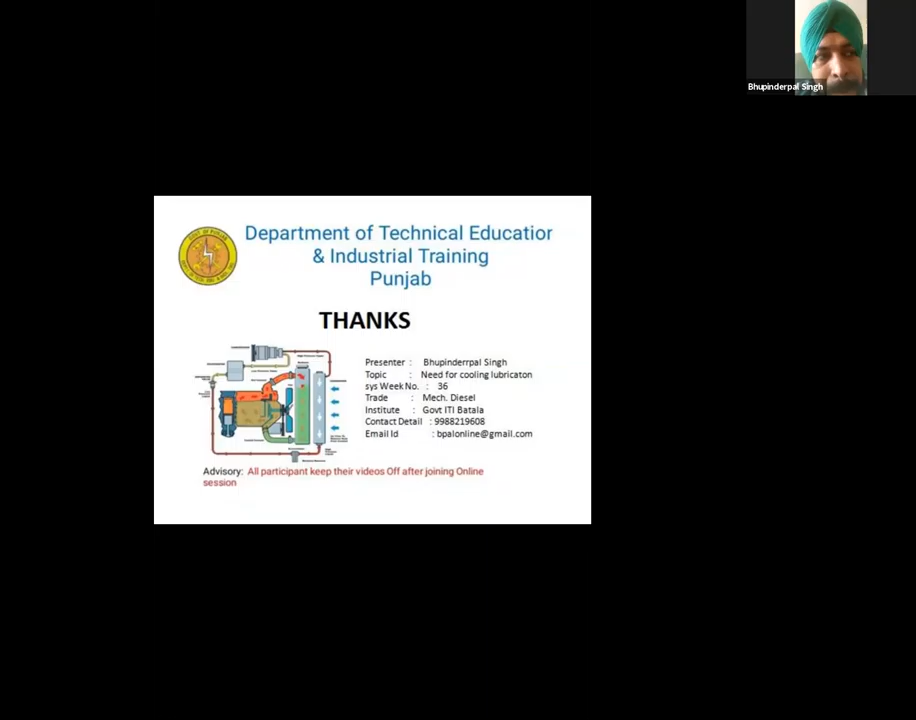 Bhupinderpal Singh
Department of Technical Educatior
& Industrial Training
Punjab
THANKS
Presenter : Bhupinderrpal Singh
Topic : Need for cooling lubricaton
sys Week No. : 36
Trade : Mech. Diesel
Institute : Govt ITI Batala
Contact Detail : 9988219608
Email Id : bpalonline@gmail.com
Advisory: All participant keep their videos Off after joining Online
session